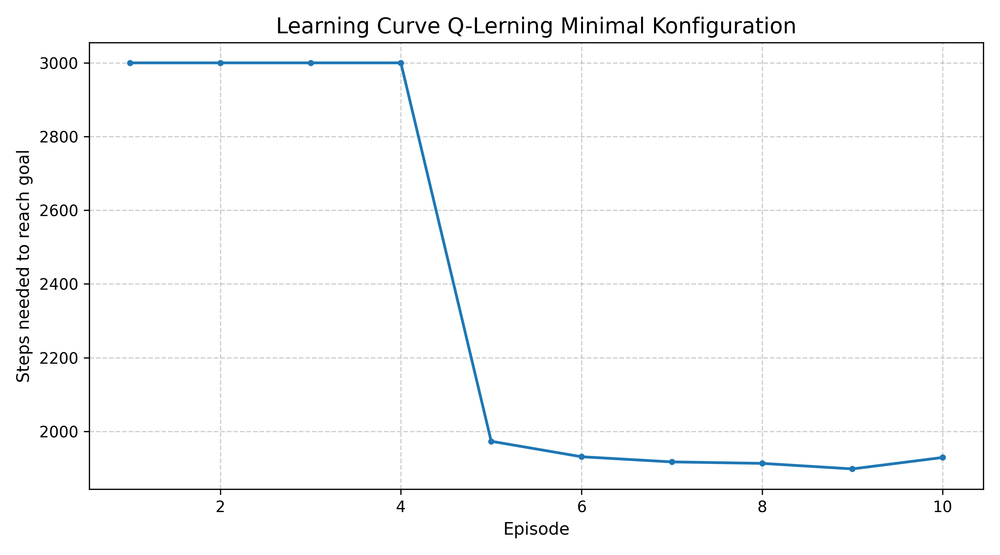 Learning Curve Q-Lerning Minimal Konfiguration
Steps needed to reach goal
3000
2800
2600
2400
2200
2000
2 4 6 8 10
Episode